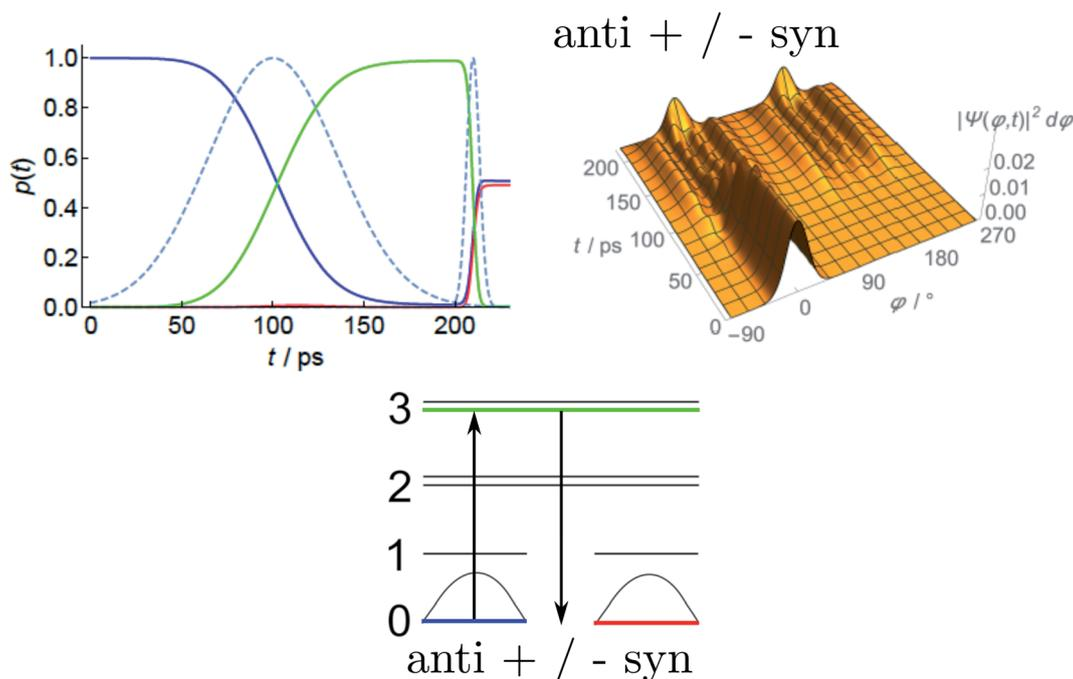 anti + / - syn
1.0
0.8
0.6
0.4
0.2
0.0
p(t)
0 50 100 150 200
t / ps
|Ψ(φ,t)|² dφ
0.02
0.01
0.00
200
150
100
50
0
t / ps
-90
0
90
180
270
φ / °
3
2
1
0
anti + / - syn